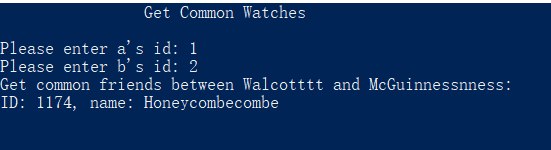 Get Common Watches
Please enter a's id: 1
Please enter b's id: 2
Get common friends between Walcotttt and McGuinnessnness:
ID: 1174, name: Honeycombecombe